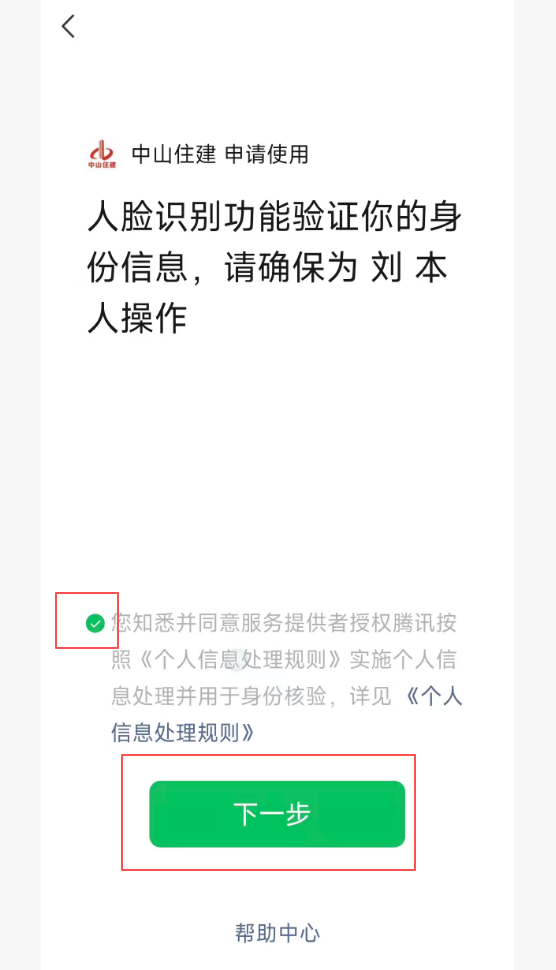 中山住建
中山住建 申请使用
人脸识别功能验证你的身
份信息，请确保为 刘 本
人操作
您知悉并同意服务提供者授权腾讯按
照《个人信息处理规则》实施个人信
息处理并用于身份核验，详见 《个人
信息处理规则》
下一步
帮助中心